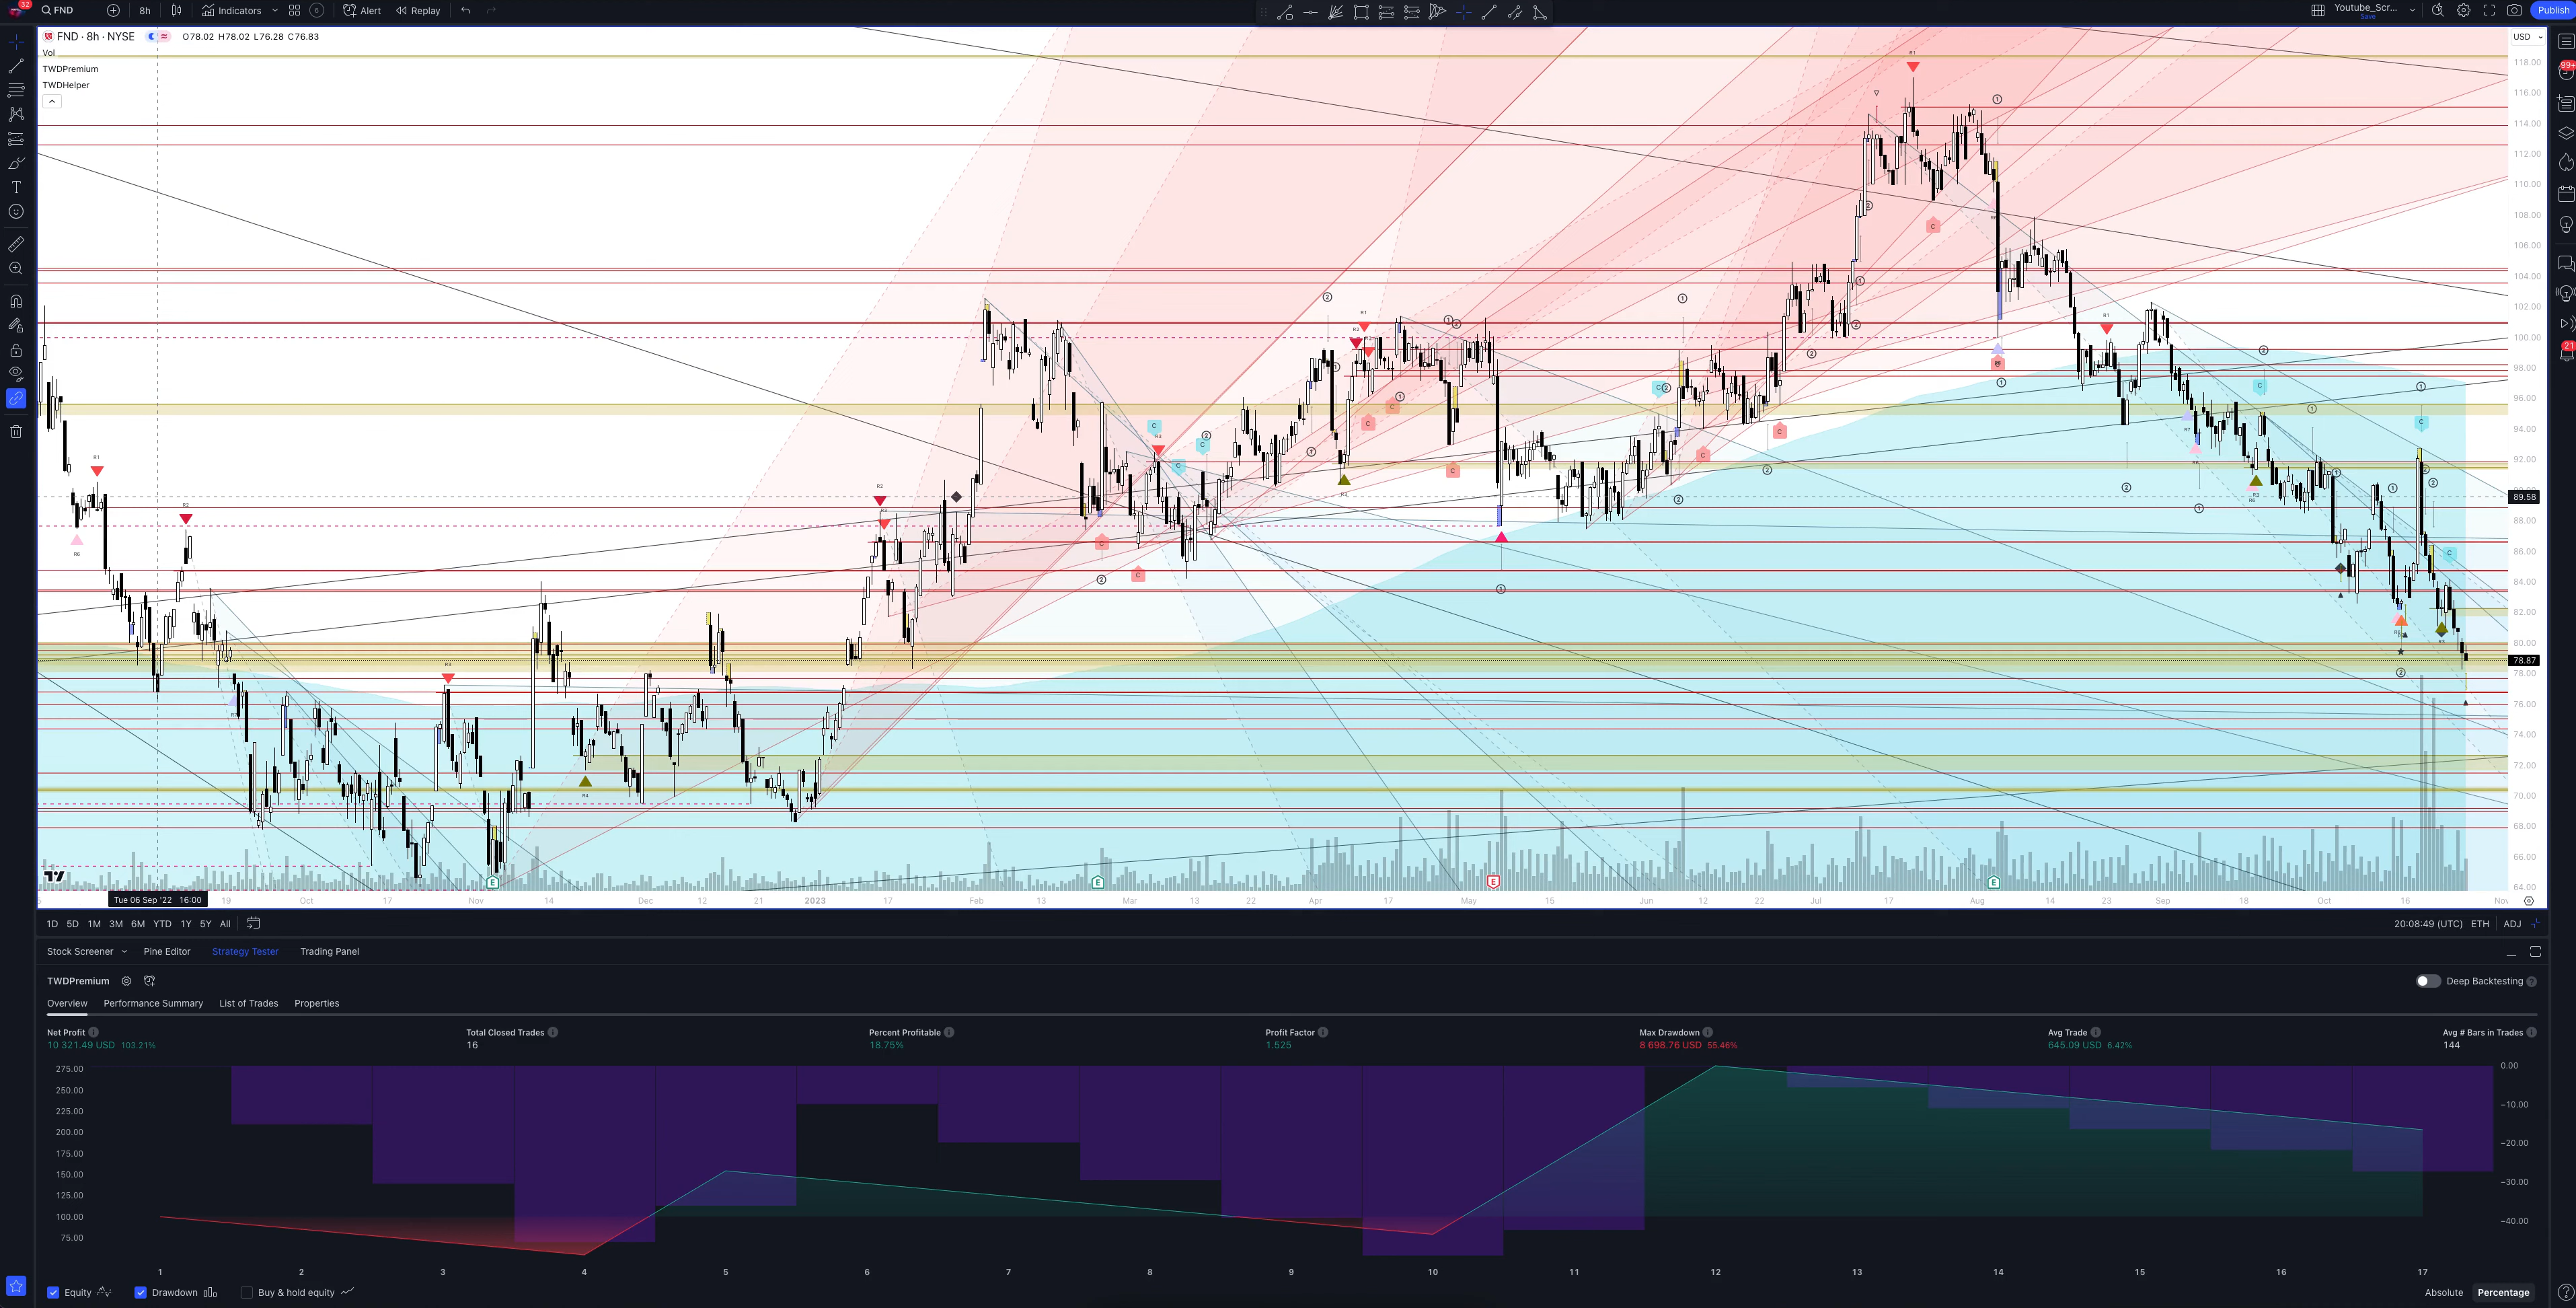 32 FND 8h Indicators 6 Alert Replay Youtube_Scr... Save Publish
FND · 8h · NYSE O78.02 H78.02 L76.28 C76.83 USD
Vol
TWDPremium
TWDHelper
118.00
116.00
114.00
112.00
110.00
108.00
106.00
104.00
102.00
100.00
98.00
96.00
94.00
92.00
89.58
88.00
86.00
84.00
82.00
80.00
78.87
78.00
76.00
74.00
72.00
70.00
68.00
66.00
64.00
99+
21
Tue 06 Sep '22 16:00 19 Oct 17 Nov 14 Dec 12 21 2023 17 Feb 13 Mar 13 22 Apr 17 May 15 Jun 12 22 Jul 17 Aug 14 23 Sep 18 Oct 16 Nov
1D 5D 1M 3M 6M YTD 1Y 5Y All 20:08:49 (UTC) ETH ADJ
Stock Screener Pine Editor Strategy Tester Trading Panel
TWDPremium Deep Backtesting
Overview Performance Summary List of Trades Properties
Net Profit Total Closed Trades Percent Profitable Profit Factor Max Drawdown Avg Trade Avg # Bars in Trades
10 321.49 USD 103.21% 16 18.75% 1.525 8 698.76 USD 55.46% 645.09 USD 6.42% 144
275.00 0.00
250.00
225.00 −10.00
200.00
175.00 −20.00
150.00
125.00 −30.00
100.00 −40.00
75.00
1 2 3 4 5 6 7 8 9 10 11 12 13 14 15 16 17
Equity Drawdown Buy & hold equity Absolute Percentage